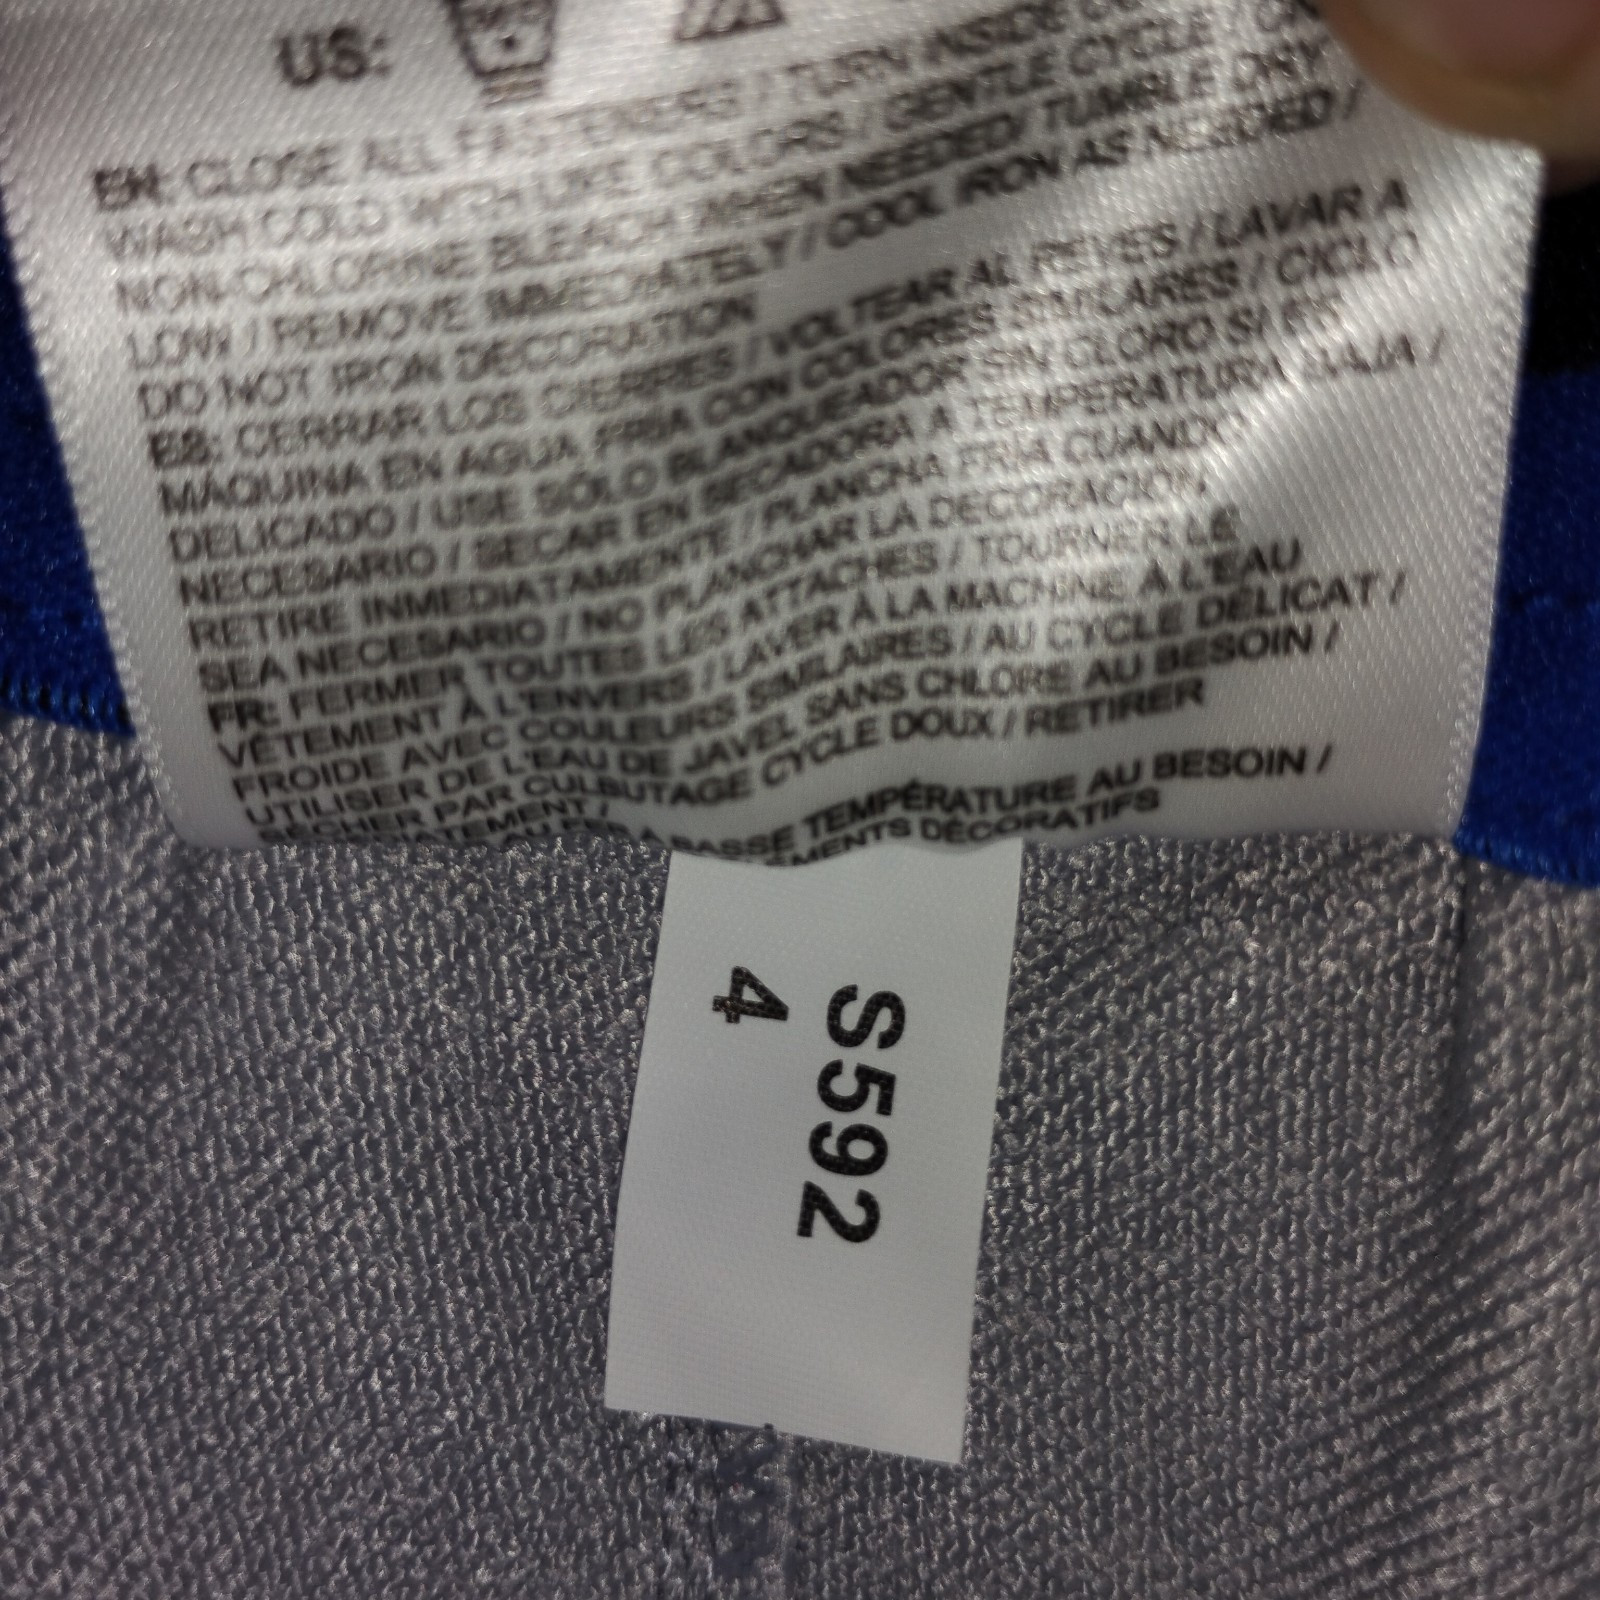 US:
EN: CLOSE ALL FASTENERS / TURN INSIDE
WASH COLD WITH LIKE COLORS / GENTLE CYCLE
NON-CHLORINE BLEACH WHEN NEEDED/ TUMBLE DRY
LOW / REMOVE IMMEDIATELY / COOL IRON AS NEEDED /
DO NOT IRON DECORATION
ES: CERRAR LOS CIERRES / VOLTEAR AL REVES / LAVAR A
MÁQUINA EN AGUA FRIA CON COLORES SIMILARES / CICLO
DELICADO / USE SÓLO BLANQUEADOR SIN CLORO SI ES
NECESARIO / SECAR EN SECADORA A TEMPERATURA BAJA /
RETIRE INMEDIATAMENTE / PLANCHA FRIA CUANDO
SEA NECESARIO / NO PLANCHAR LA DECORACION
FR: FERMER TOUTES LES ATTACHES / TOURNER LE
VÊTEMENT À L'ENVERS / LAVER À LA MACHINE À L'EAU
FROIDE AVEC COULEURS SIMILAIRES / AU CYCLE DÉLICAT /
UTILISER DE L'EAU DE JAVEL SANS CHLORE AU BESOIN /
SÉCHER PAR CULBUTAGE CYCLE DOUX / RETIRER
À BASSE TEMPÉRATURE AU BESOIN /
DÉCORATIFS
S592
4